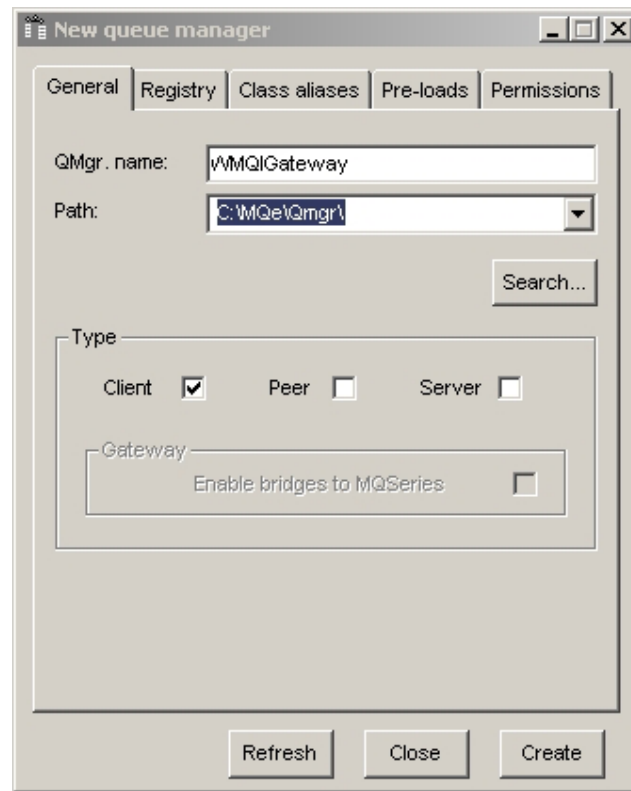 New queue manager
General Registry Class aliases Pre-loads Permissions
QMgr. name: WMQIGateway
Path: C:\MQe\Qmgr\
Search...
Type
Client Peer Server
Gateway
Enable bridges to MQSeries
Refresh Close Create